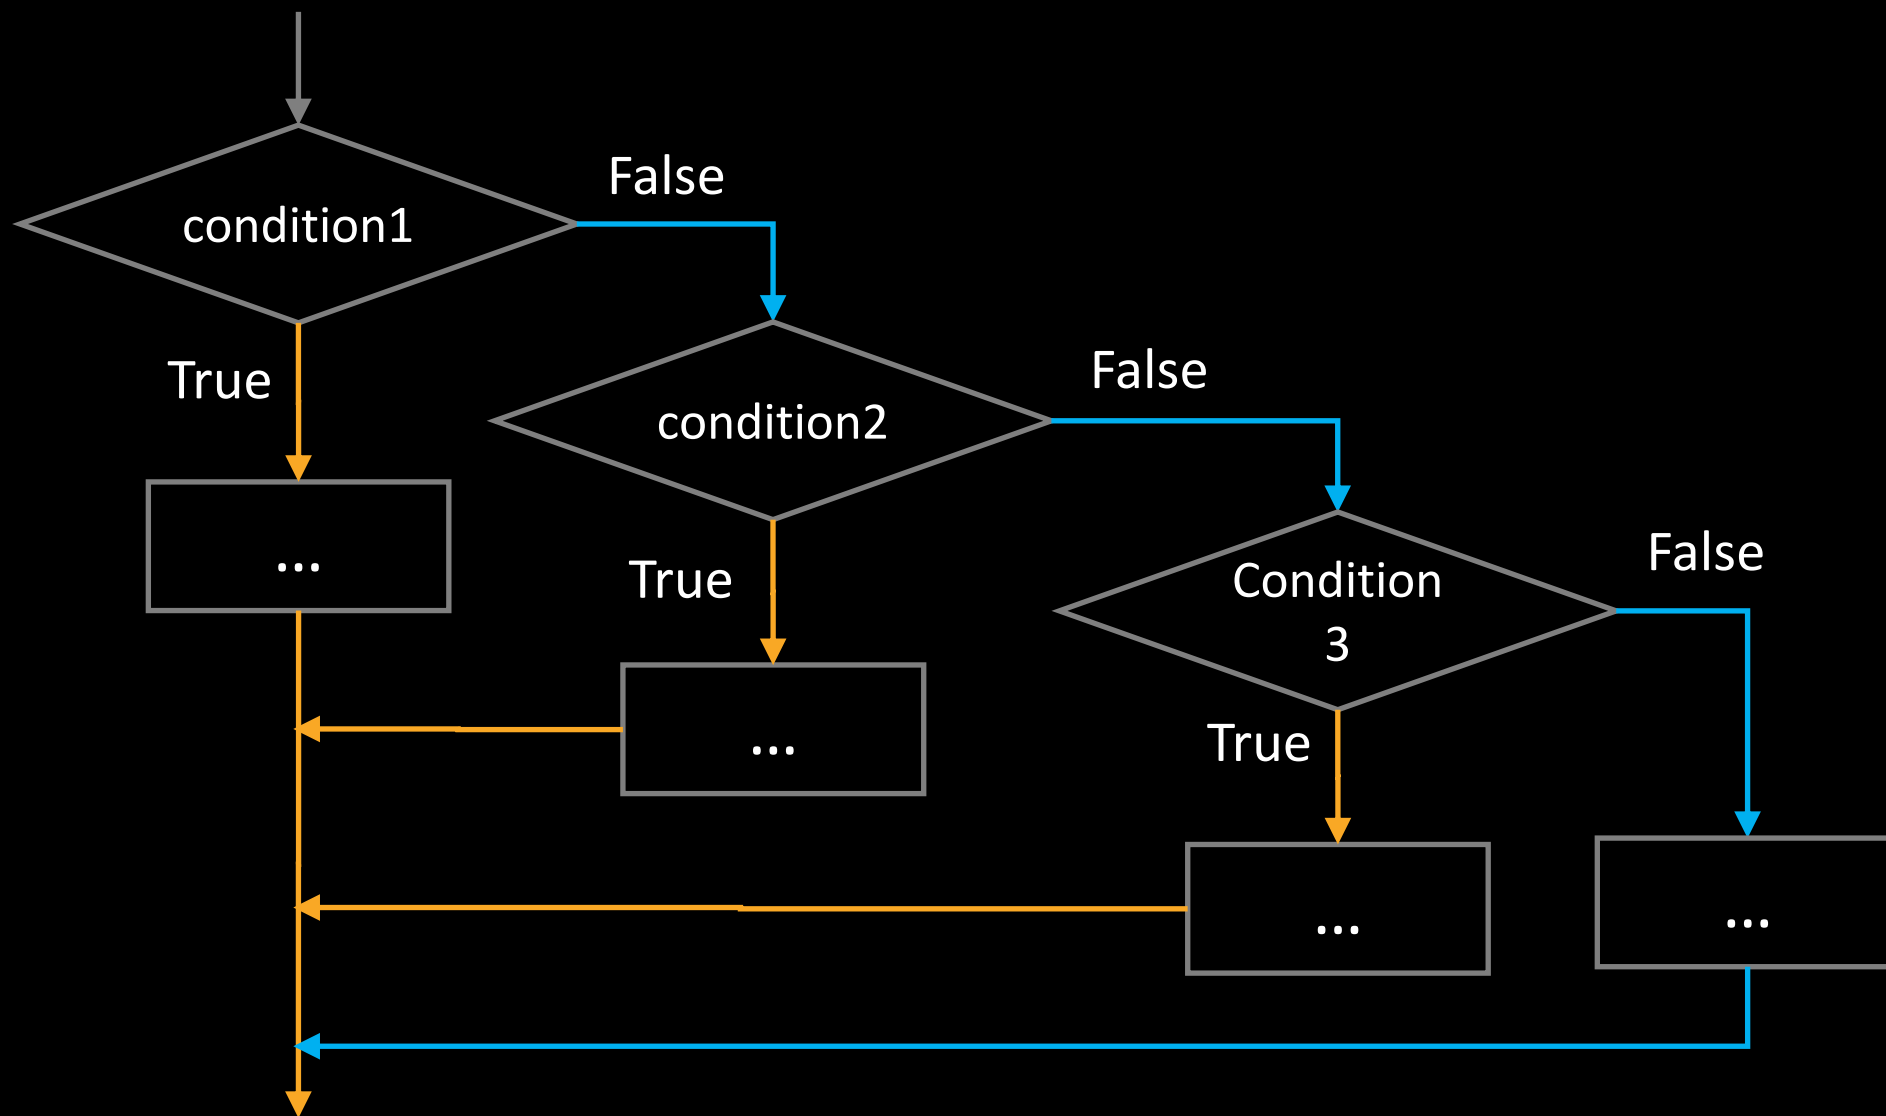 False
condition1
False
True
condition2
False
Condition
3
...
True
True
...
...
...